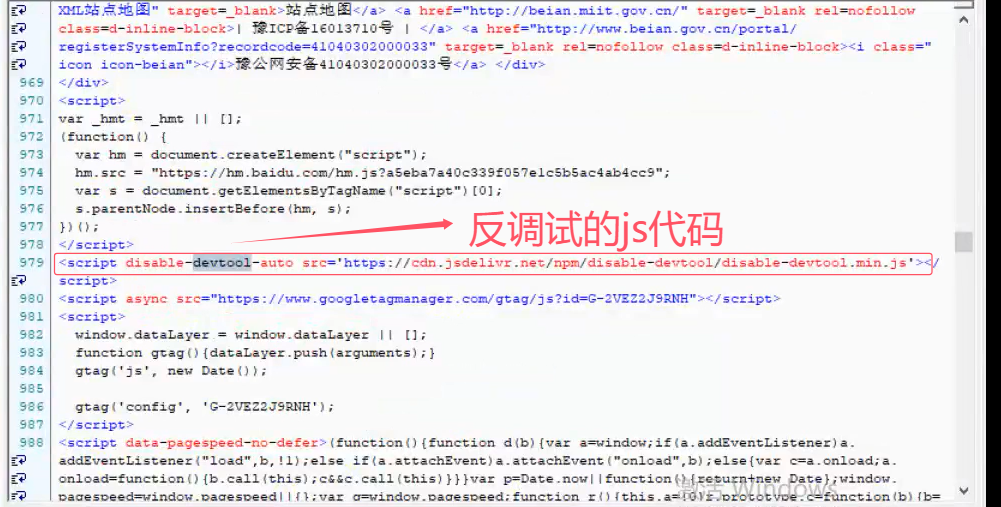 XML站点地图" target=_blank>站点地图</a> <a href="http://beian.miit.gov.cn/" target=_blank rel=nofollow
class=d-inline-block>| 豫ICP备16013710号 | </a> <a href="http://www.beian.gov.cn/portal/
registerSystemInfo?recordcode=41040302000033" target=_blank rel=nofollow class=d-inline-block><i class="
icon icon-beian"></i>豫公网安备41040302000033号</a> </div>
969 </div>
970 <script>
971 var _hmt = _hmt || [];
972 (function() {
973   var hm = document.createElement("script");
974   hm.src = "https://hm.baidu.com/hm.js?a5eba7a40c339f057e1c5b5ac4ab4cc9";
975   var s = document.getElementsByTagName("script")[0];
976   s.parentNode.insertBefore(hm, s);
977 })();
反调试的js代码
978 </script>
979 <script disable-devtool-auto src='https://cdn.jsdelivr.net/npm/disable-devtool/disable-devtool.min.js'></
script>
980 <script async src="https://www.googletagmanager.com/gtag/js?id=G-2VEZ2J9RNH"></script>
981 <script>
982   window.dataLayer = window.dataLayer || [];
983   function gtag(){dataLayer.push(arguments);}
984   gtag('js', new Date());
985
986   gtag('config', 'G-2VEZ2J9RNH');
987 </script>
988 <script data-pagespeed-no-defer>(function(){function d(b){var a=window;if(a.addEventListener)a.
addEventListener("load",b,!1);else if(a.attachEvent)a.attachEvent("onload",b);else{var c=a.onload;a.
onload=function(){b.call(this);c&&c.call(this)}}}var p=Date.now||function(){return+new Date};window.
pagespeed=window.pagespeed||{};var q=window.pagespeed;function r(){this.a=!0}r.prototype.c=function(b){b=
激活 Windows